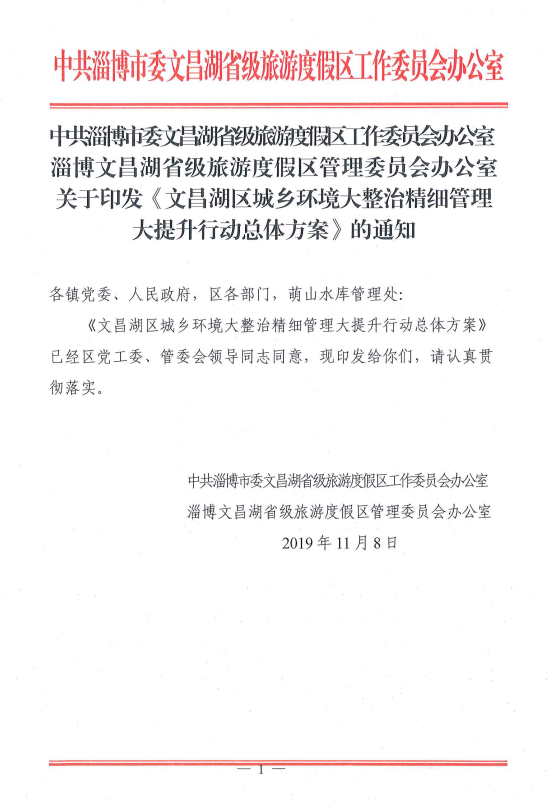 中共淄博市委文昌湖省级旅游度假区工作委员会办公室
中共淄博市委文昌湖省级旅游度假区工作委员会办公室
淄博文昌湖省级旅游度假区管理委员会办公室
关于印发《文昌湖区城乡环境大整治精细管理
大提升行动总体方案》的通知
各镇党委、人民政府，区各部门，萌山水库管理处：
《文昌湖区城乡环境大整治精细管理大提升行动总体方案》
已经区党工委、管委会领导同志同意，现印发给你们，请认真贯
彻落实。
中共淄博市委文昌湖省级旅游度假区工作委员会办公室
淄博文昌湖省级旅游度假区管理委员会办公室
2019年11月8日
— 1 —